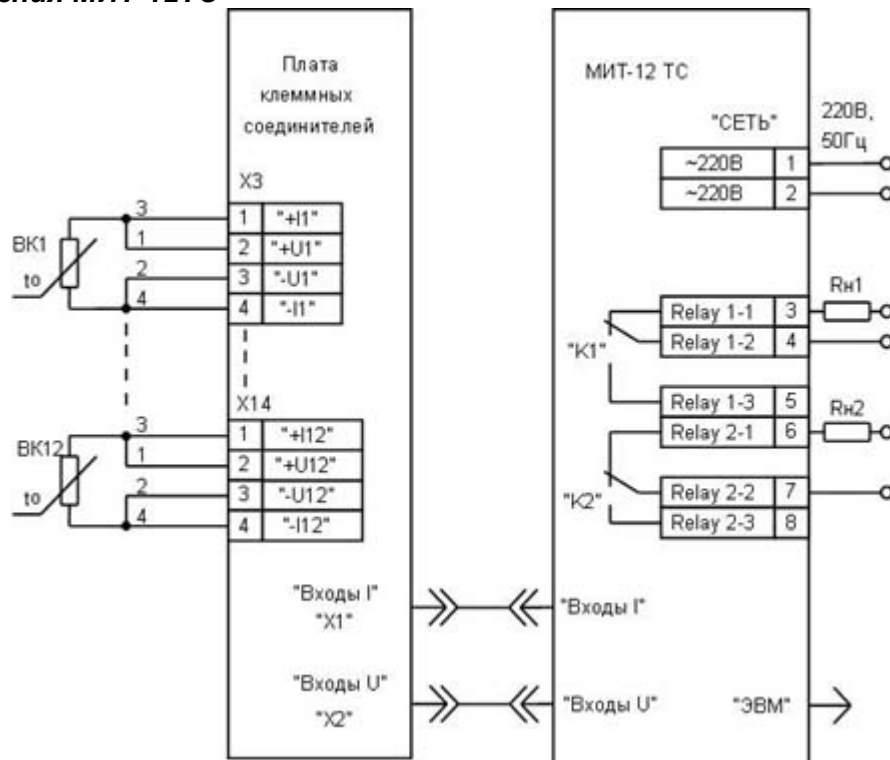 МИТ-12ТС
Плата
клеммных
соединителей
X3
3
1
2
4
BK1
to
1 "+I1"
2 "+U1"
3 "-U1"
4 "-I1"
X14
3
1
2
4
BK12
to
1 "+I12"
2 "+U12"
3 "-U12"
4 "-I12"
"Входы I"
"X1"
"Входы U"
"X2"
МИТ-12 ТС
"СЕТЬ"
220В,
50Гц
~220В 1
~220В 2
"K1"
Relay 1-1 3
Rн1
Relay 1-2 4
Relay 1-3 5
Relay 2-1 6
Rн2
"K2"
Relay 2-2 7
Relay 2-3 8
"Входы I"
"Входы U"
"ЭВМ"